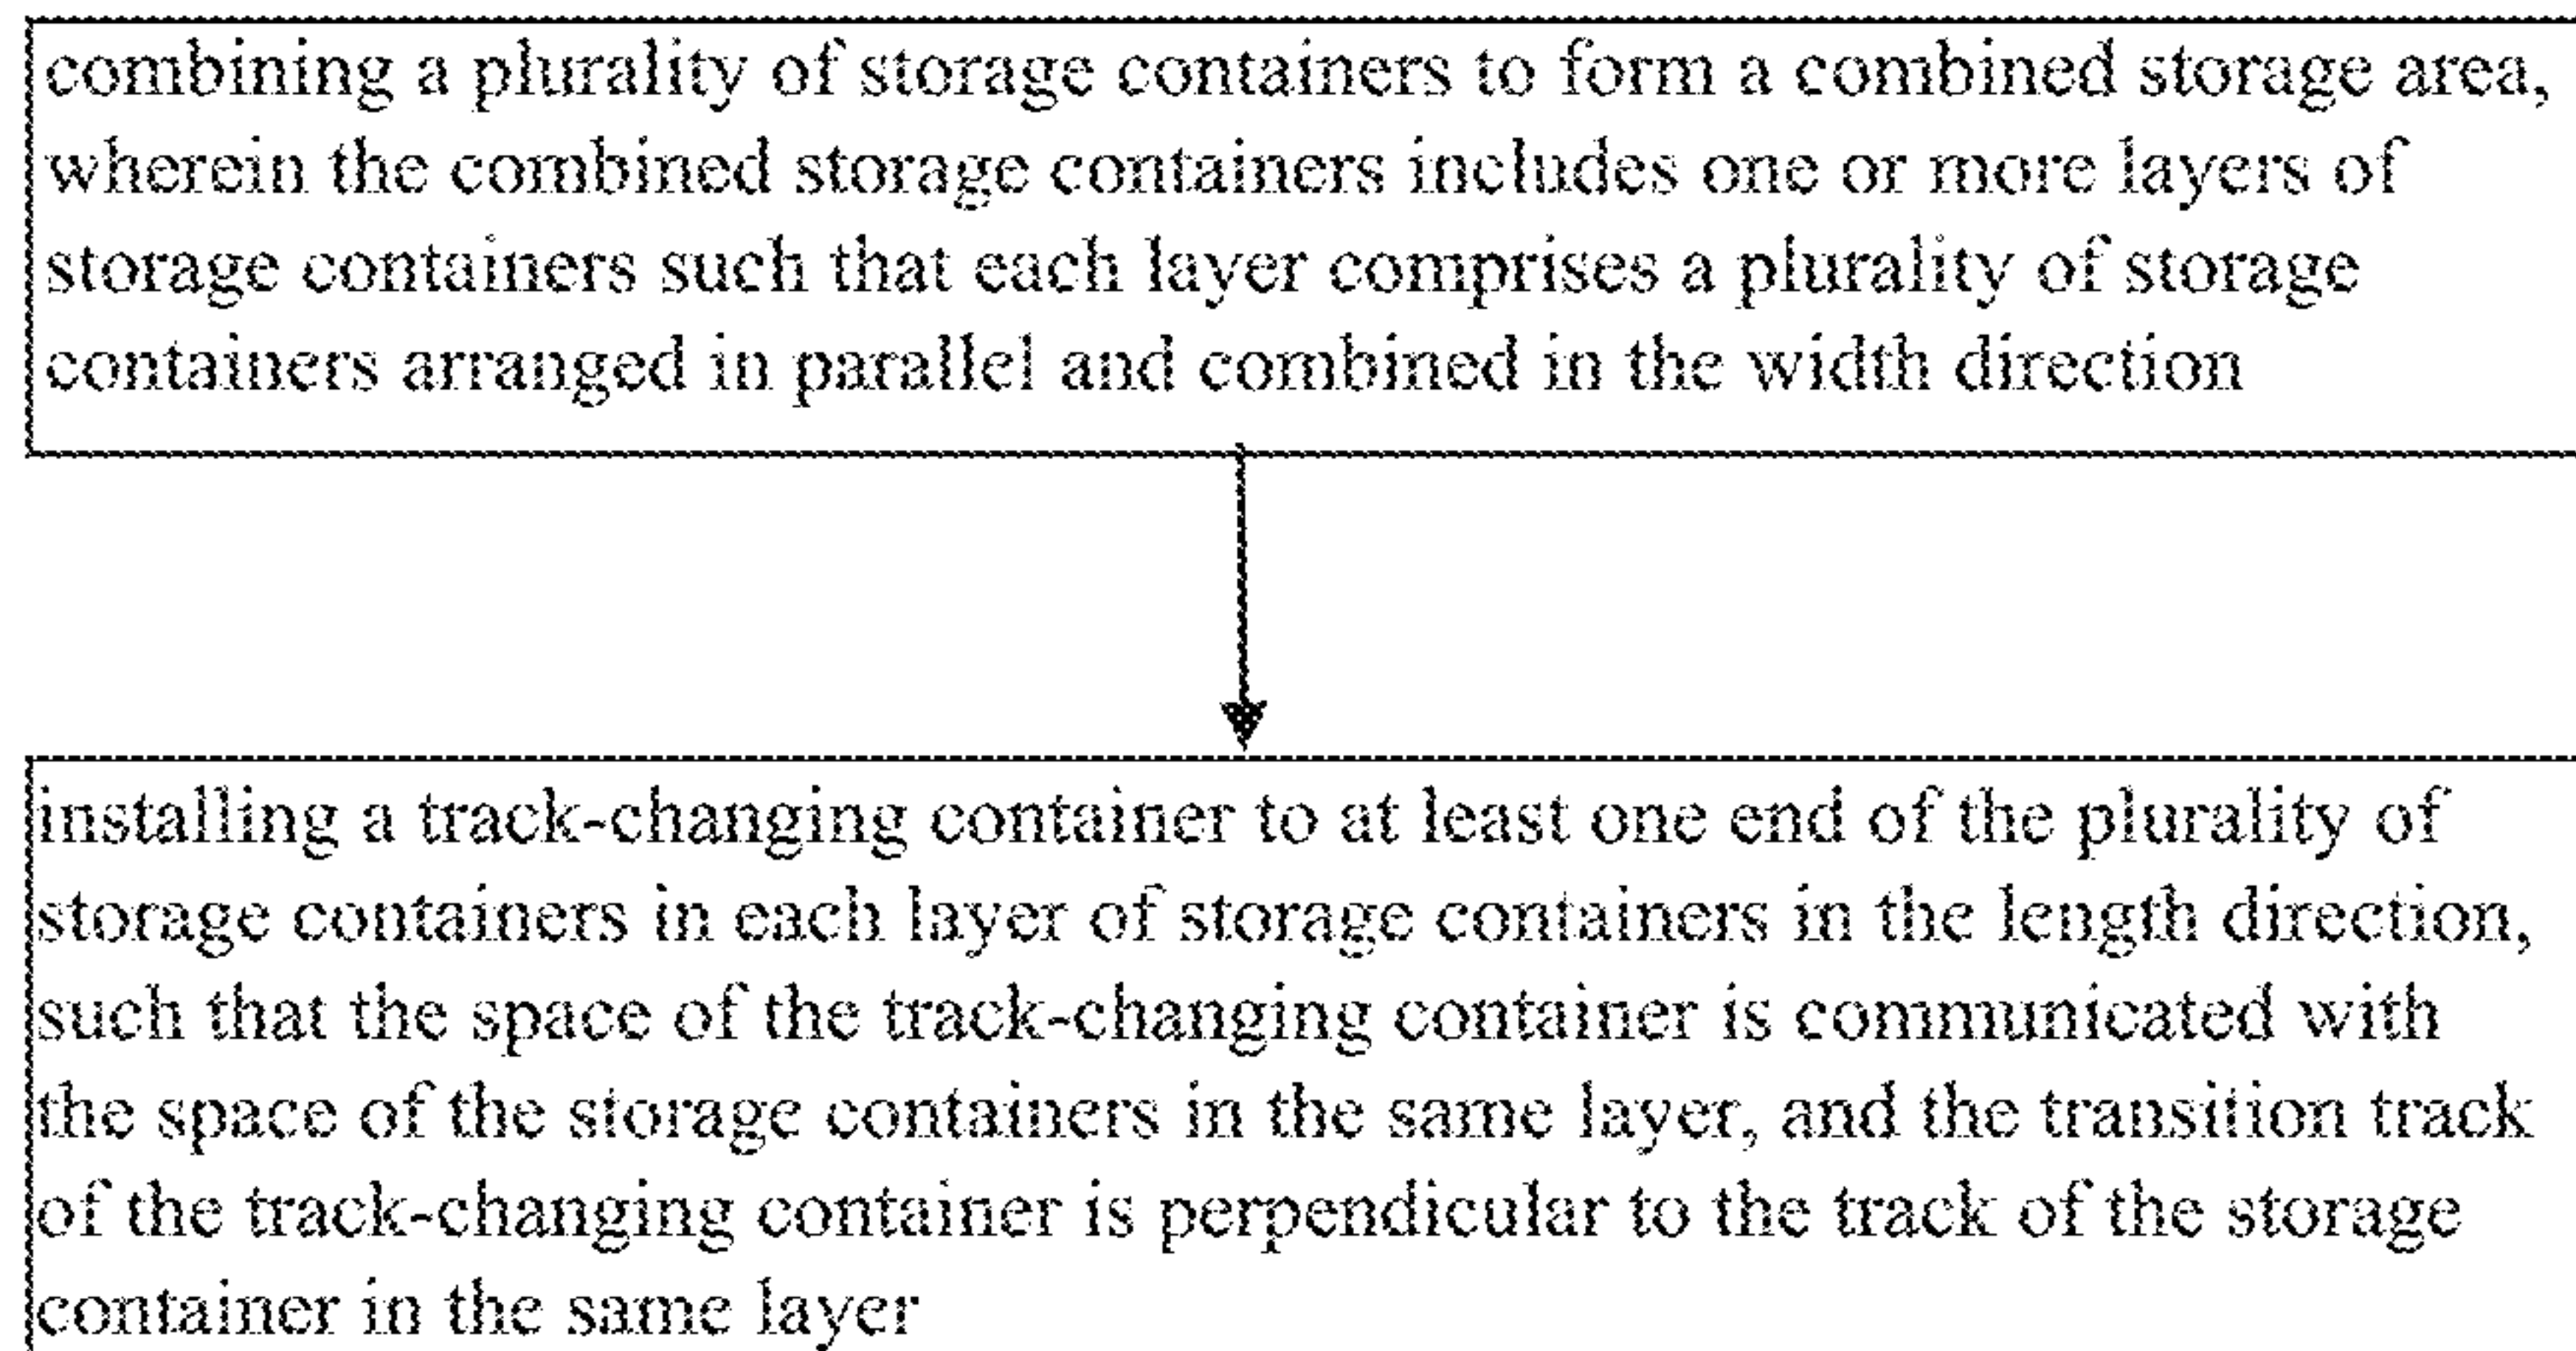 combining a plurality of storage containers to form a combined storage area,
wherein the combined storage containers includes one or more layers of
storage containers such that each layer comprises a plurality of storage
containers arranged in parallel and combined in the width direction
installing a track-changing container to at least one end of the plurality of
storage containers in each layer of storage containers in the length direction,
such that the space of the track-changing container is communicated with
the space of the storage containers in the same layer, and the transition track
of the track-changing container is perpendicular to the track of the storage
container in the same layer